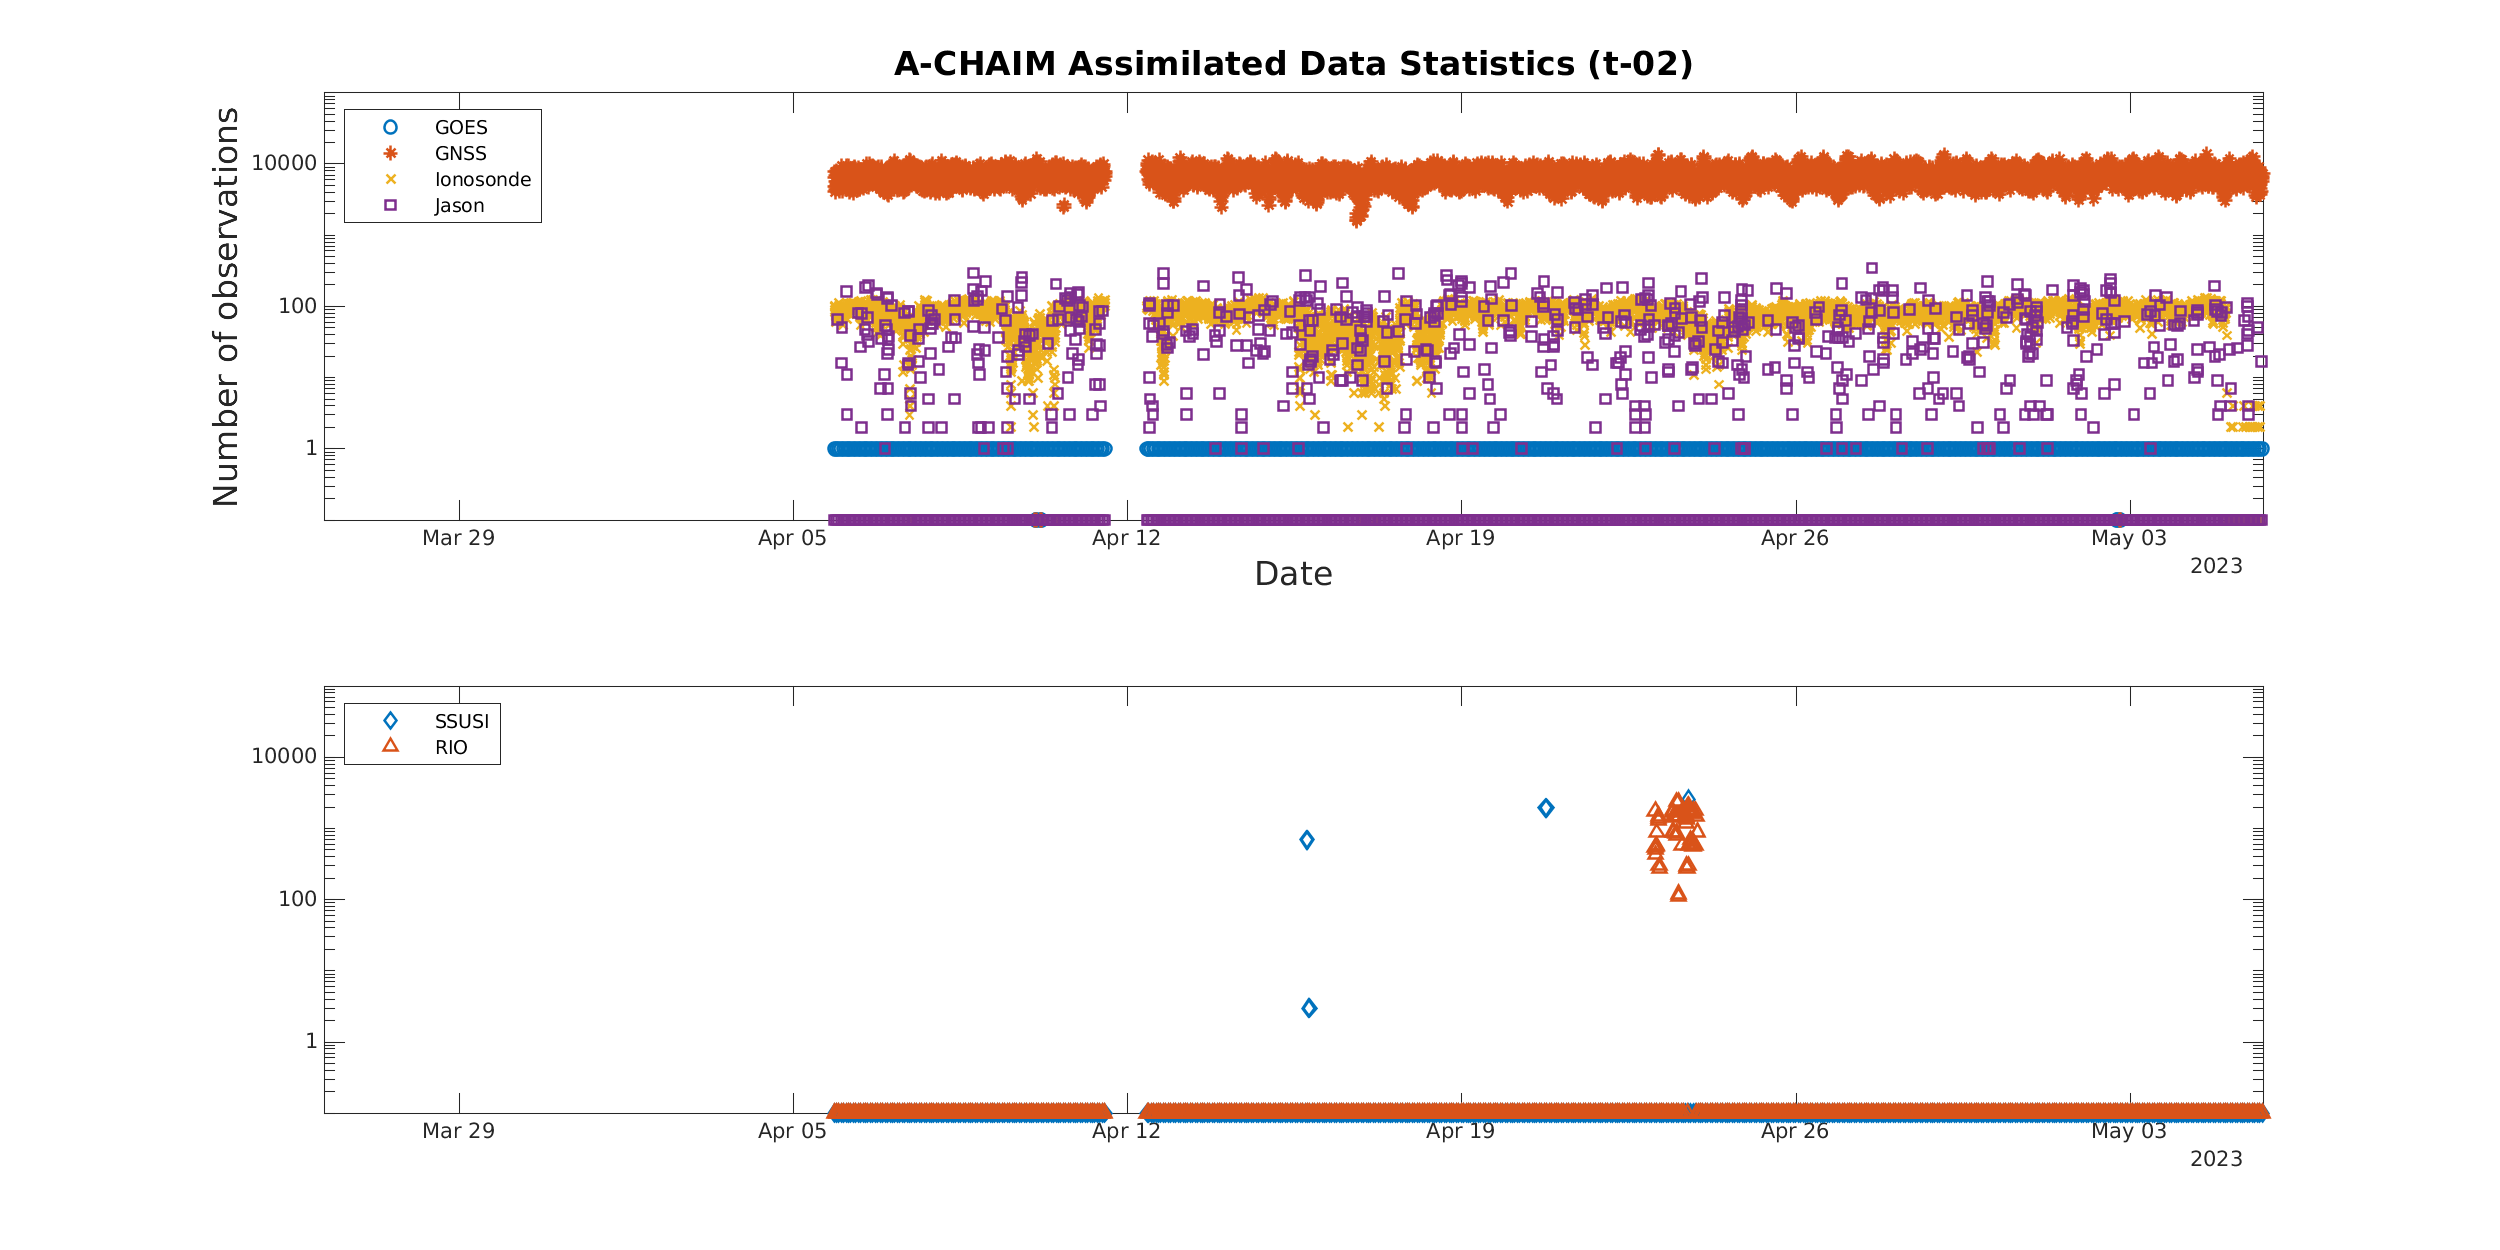 A-CHAIM Assimilated Data Statistics (t-02)
Number of observations
GOES
GNSS
Ionosonde
Jason
10000
100
1
Mar 29 Apr 05 Apr 12 Apr 19 Apr 26 May 03
2023
Date
SSUSI
RIO
10000
100
1
Mar 29 Apr 05 Apr 12 Apr 19 Apr 26 May 03
2023